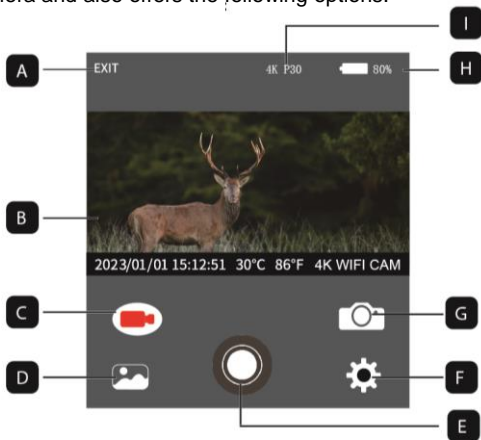 and also offers the following options.
I
A
EXIT
4K P30
80%
H
B
2023/01/01 15:12:51 30°C 86°F 4K WIFI CAM
C
G
D
F
E